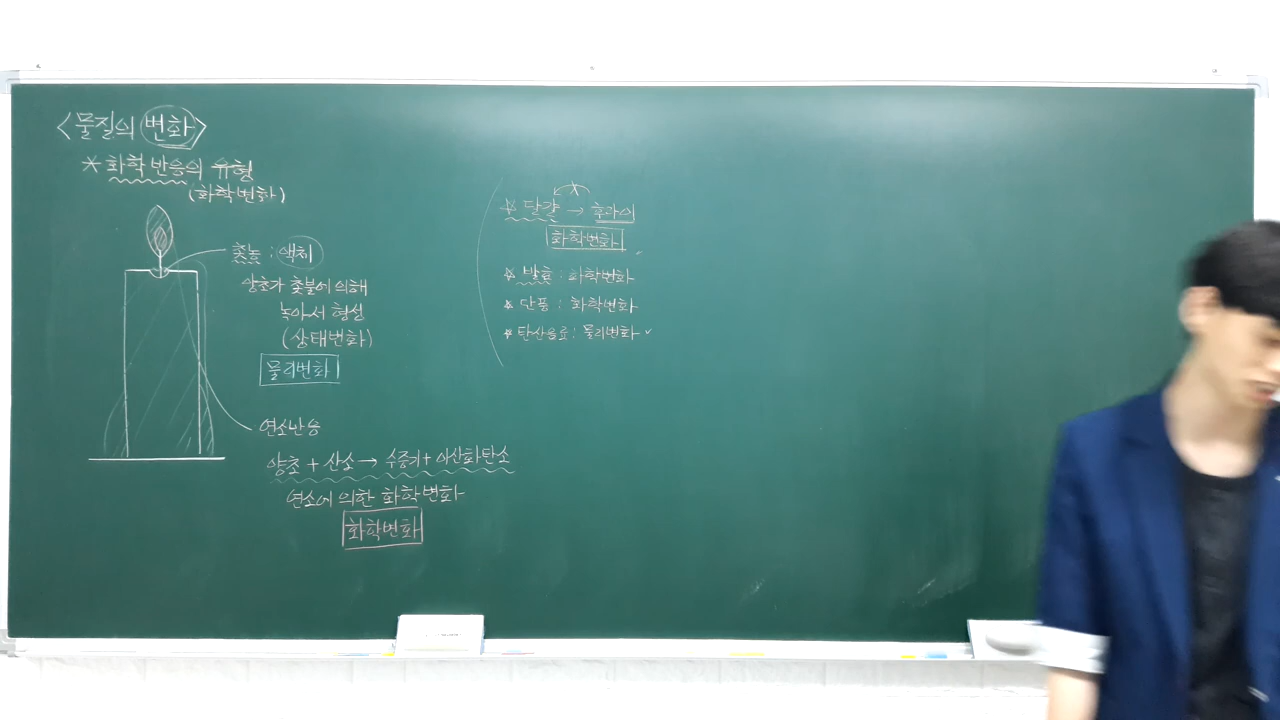 <물질의 변화>
* 화학반응의 유형
(화학변화)
촛농 : 액체
양초가 촛불에 의해
녹아서 형성
(상태변화)
물리변화
연소반응
양초 + 산소 → 수증기 + 이산화탄소
연소에 의한 화학변화
화학변화
* 달걀 → 후라이
화학변화
* 발효 : 화학변화
* 단풍 : 화학변화
* 탄산음료 : 물리변화